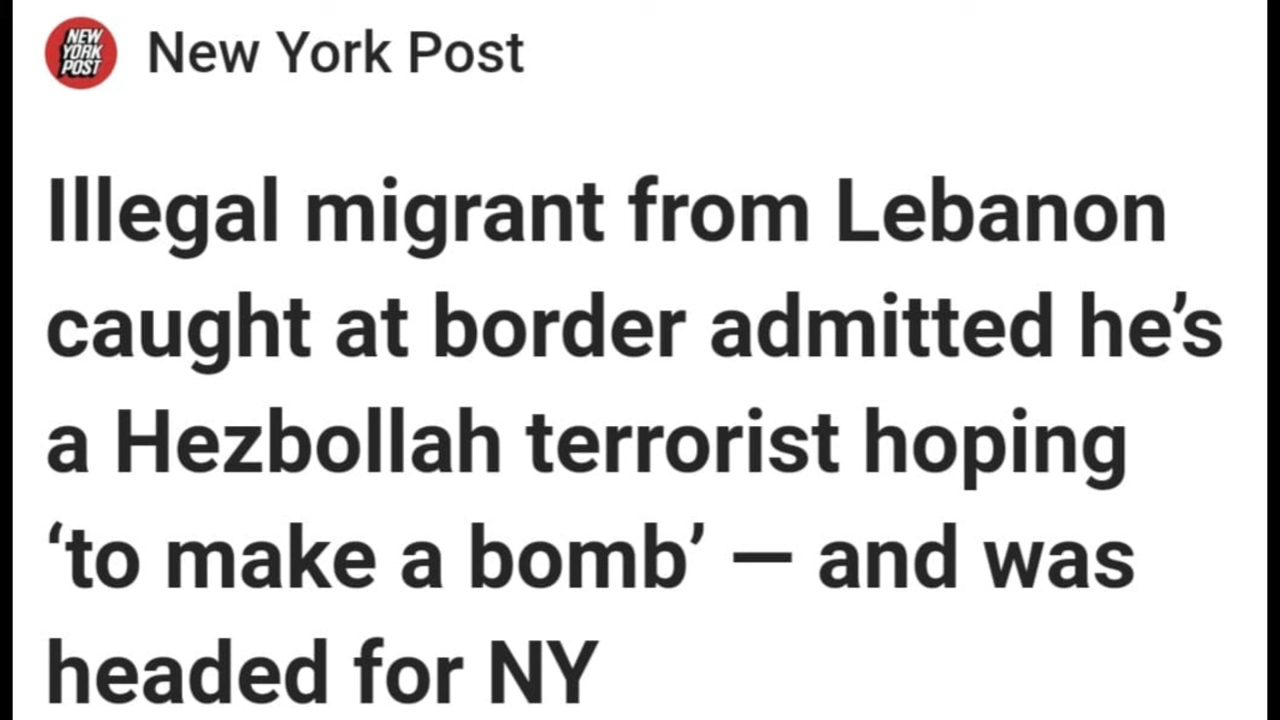 NEW
YORK
POST
New York Post
Illegal migrant from Lebanon
caught at border admitted he’s
a Hezbollah terrorist hoping
‘to make a bomb’ — and was
headed for NY